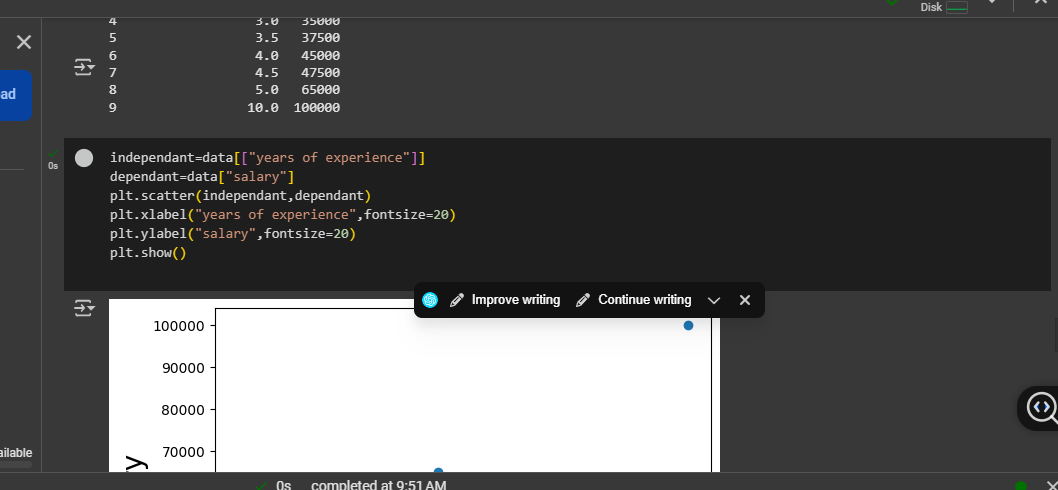 Disk
4 3.0 35000
5 3.5 37500
6 4.0 45000
7 4.5 47500
8 5.0 65000
9 10.0 100000
ad
0s
independant=data[["years of experience"]]
dependant=data["salary"]
plt.scatter(independant,dependant)
plt.xlabel("years of experience",fontsize=20)
plt.ylabel("salary",fontsize=20)
plt.show()
Improve writing Continue writing
100000
90000
80000
70000
y
ailable
0s completed at 9:51 AM